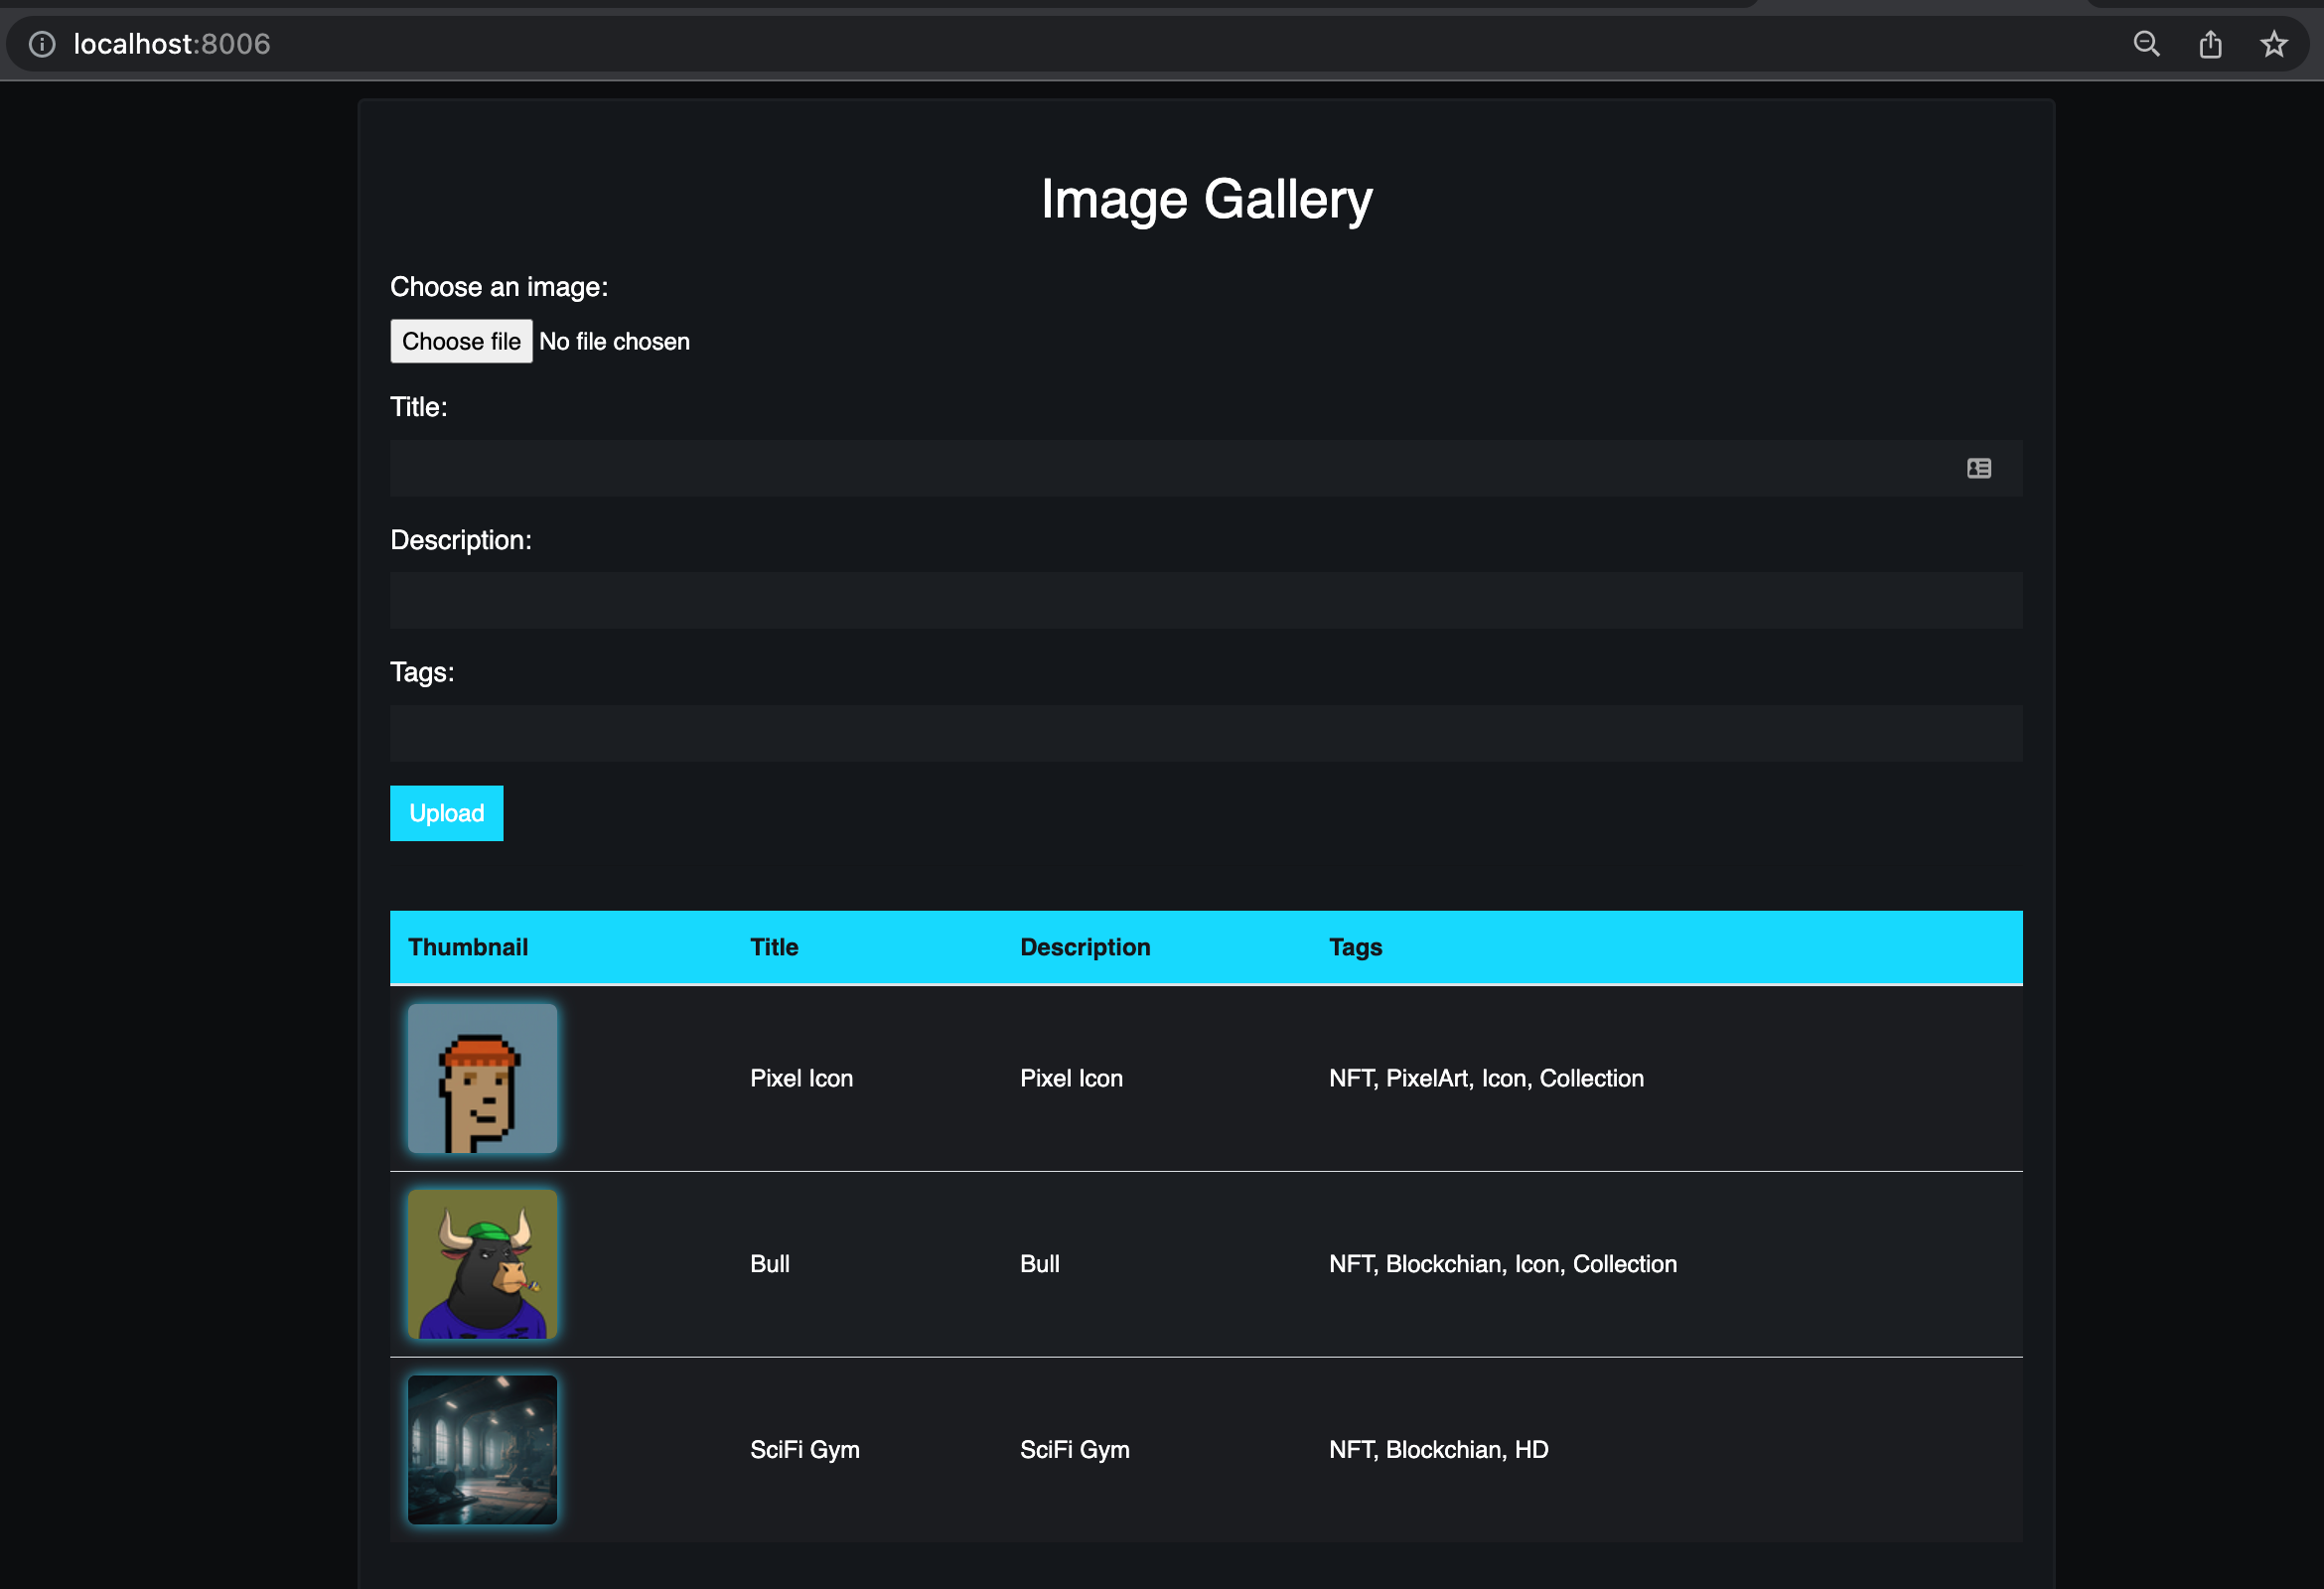 localhost:8006
Image Gallery
Choose an image:
Choose file No file chosen
Title:
Description:
Tags:
Upload
Thumbnail Title Description Tags
Pixel Icon Pixel Icon NFT, PixelArt, Icon, Collection
Bull Bull NFT, Blockchian, Icon, Collection
SciFi Gym SciFi Gym NFT, Blockchian, HD